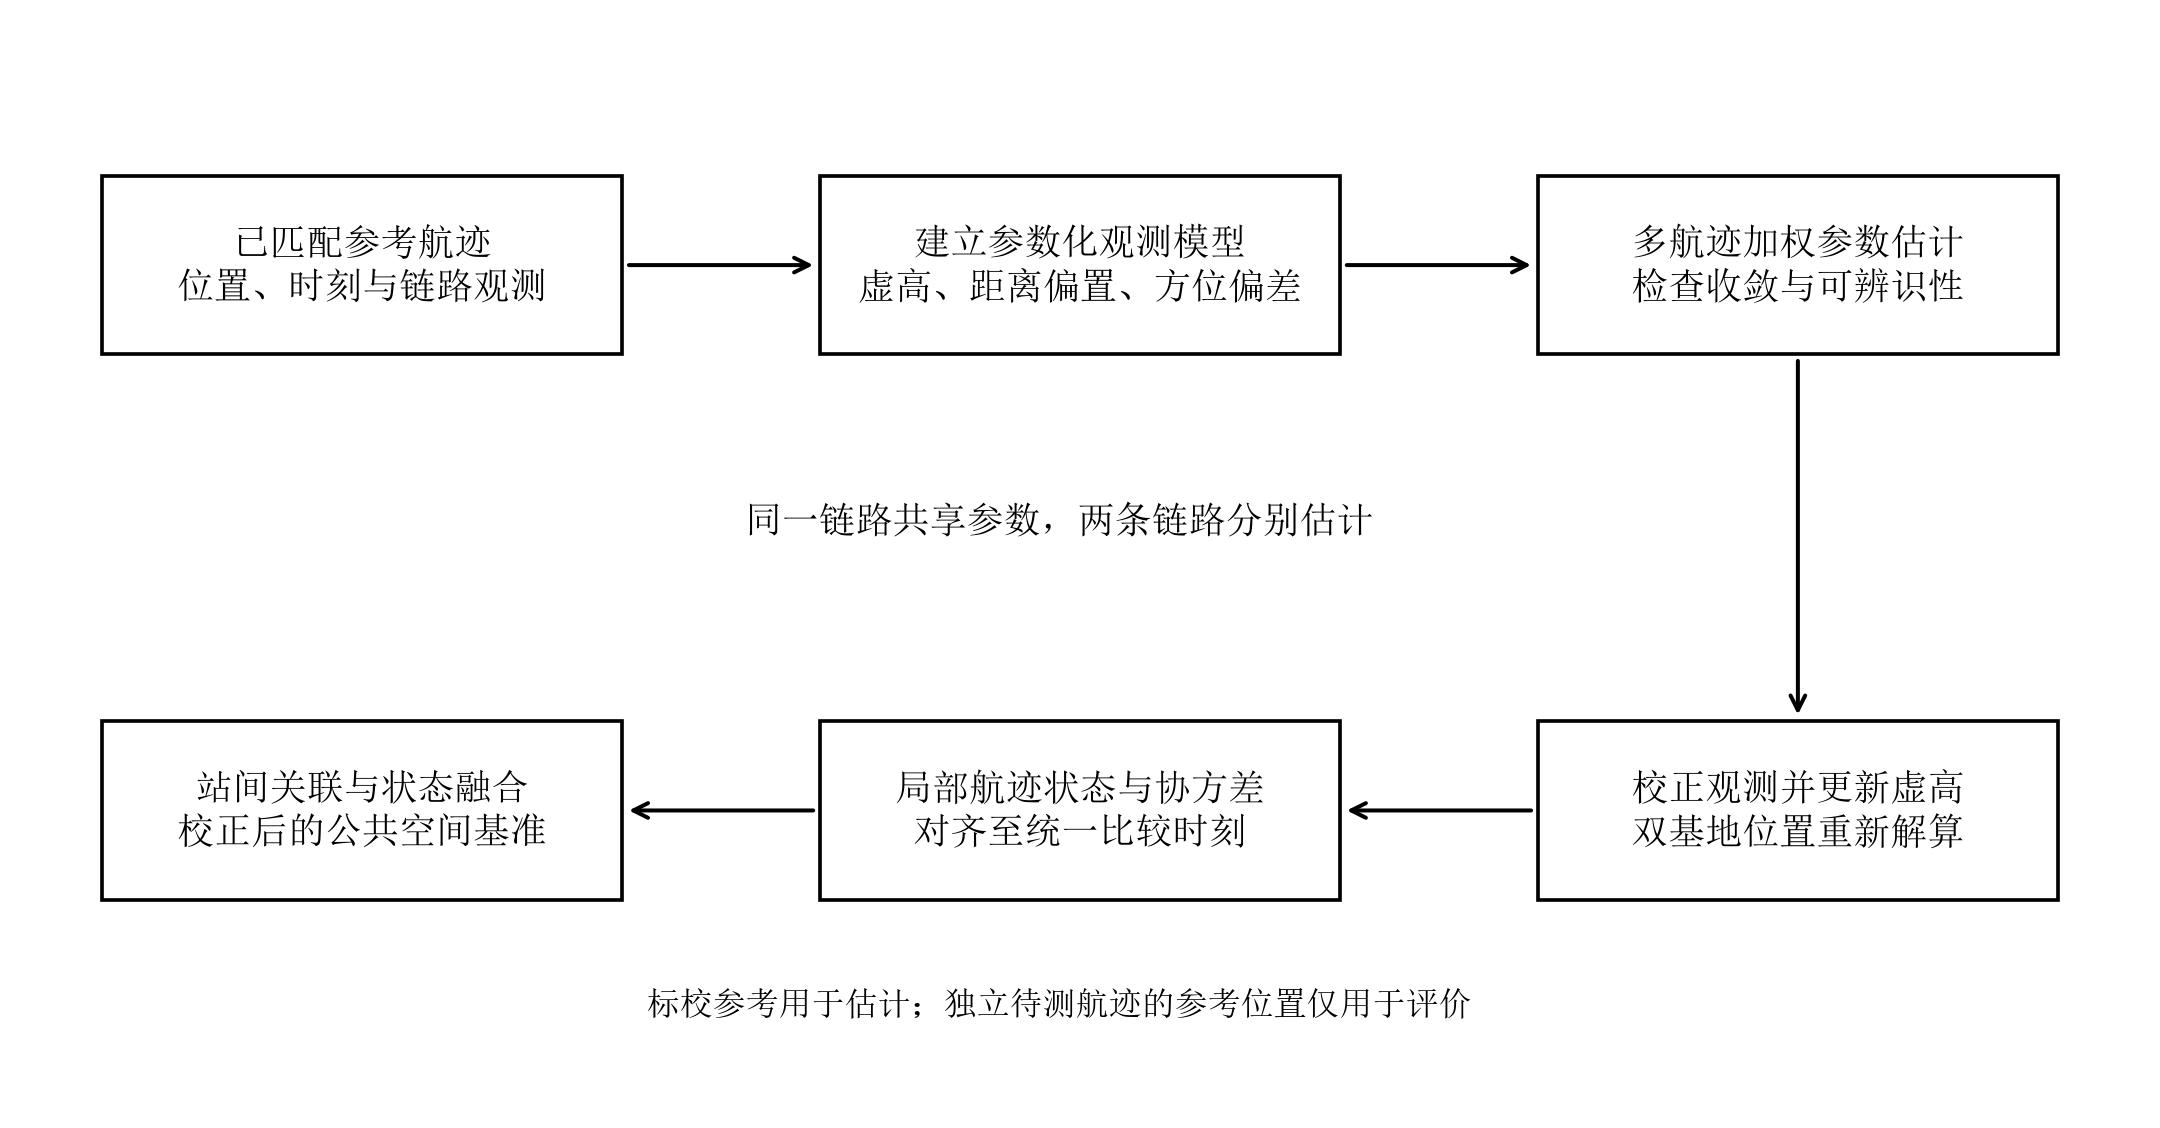 已匹配参考航迹
位置、时刻与链路观测
建立参数化观测模型
虚高、距离偏置、方位偏差
多航迹加权参数估计
检查收敛与可辨识性
同一链路共享参数，两条链路分别估计
站间关联与状态融合
校正后的公共空间基准
局部航迹状态与协方差
对齐至统一比较时刻
校正观测并更新虚高
双基地位置重新解算
标校参考用于估计；独立待测航迹的参考位置仅用于评价